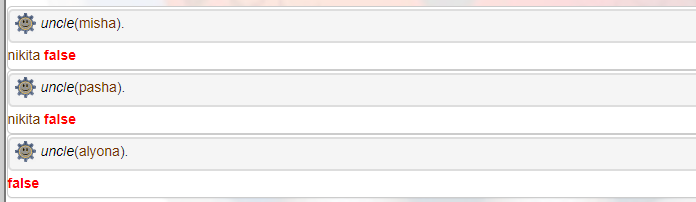 uncle(misha).
nikita false
uncle(pasha).
nikita false
uncle(alyona).
false